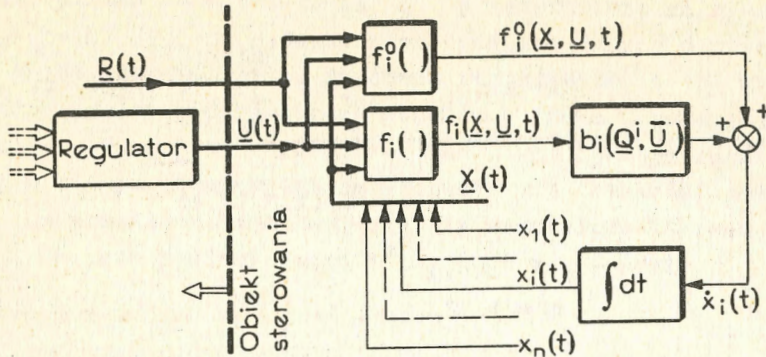 f_i^0(X, U, t)
R(t)
f_i^0( )
+
Regulator
U(t)
f_i( )
f_i(X, U, t)
b_i(Q^i, Ū)
+
X(t)
Obiekt
sterowania
x_1(t)
x_i(t)
∫dt
ẋ_i(t)
x_n(t)